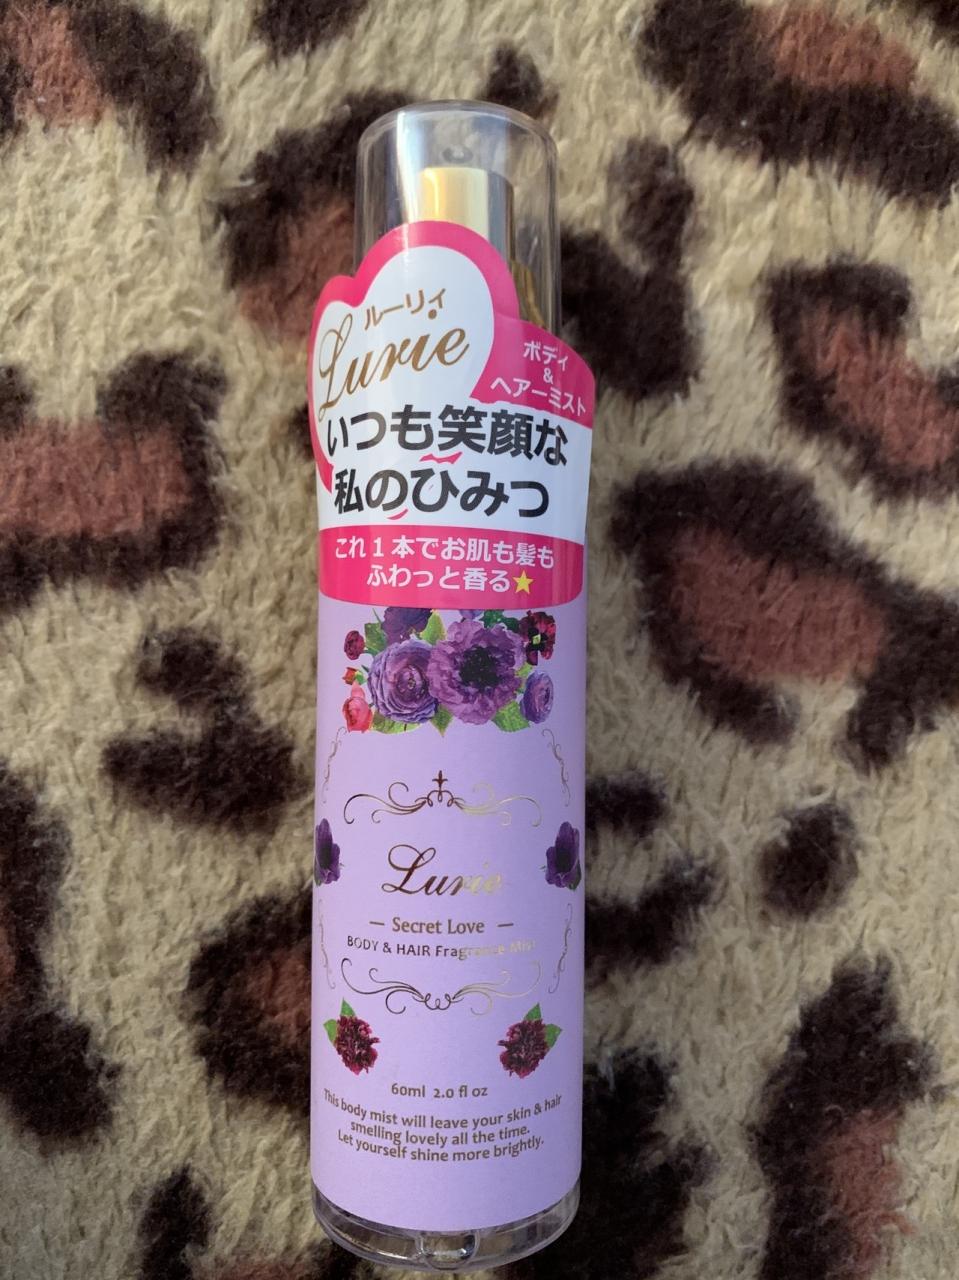 ルーリィ
Lurie
ボディ
&
ヘアーミスト
いつも笑顔な
私のひみつ
これ1本でお肌も髪も
ふわっと香る★
Lurie
— Secret Love —
BODY & HAIR Fragrance Mist
60ml 2.0 fl oz
This body mist will leave your skin & hair
smelling lovely all the time.
Let yourself shine more brightly.